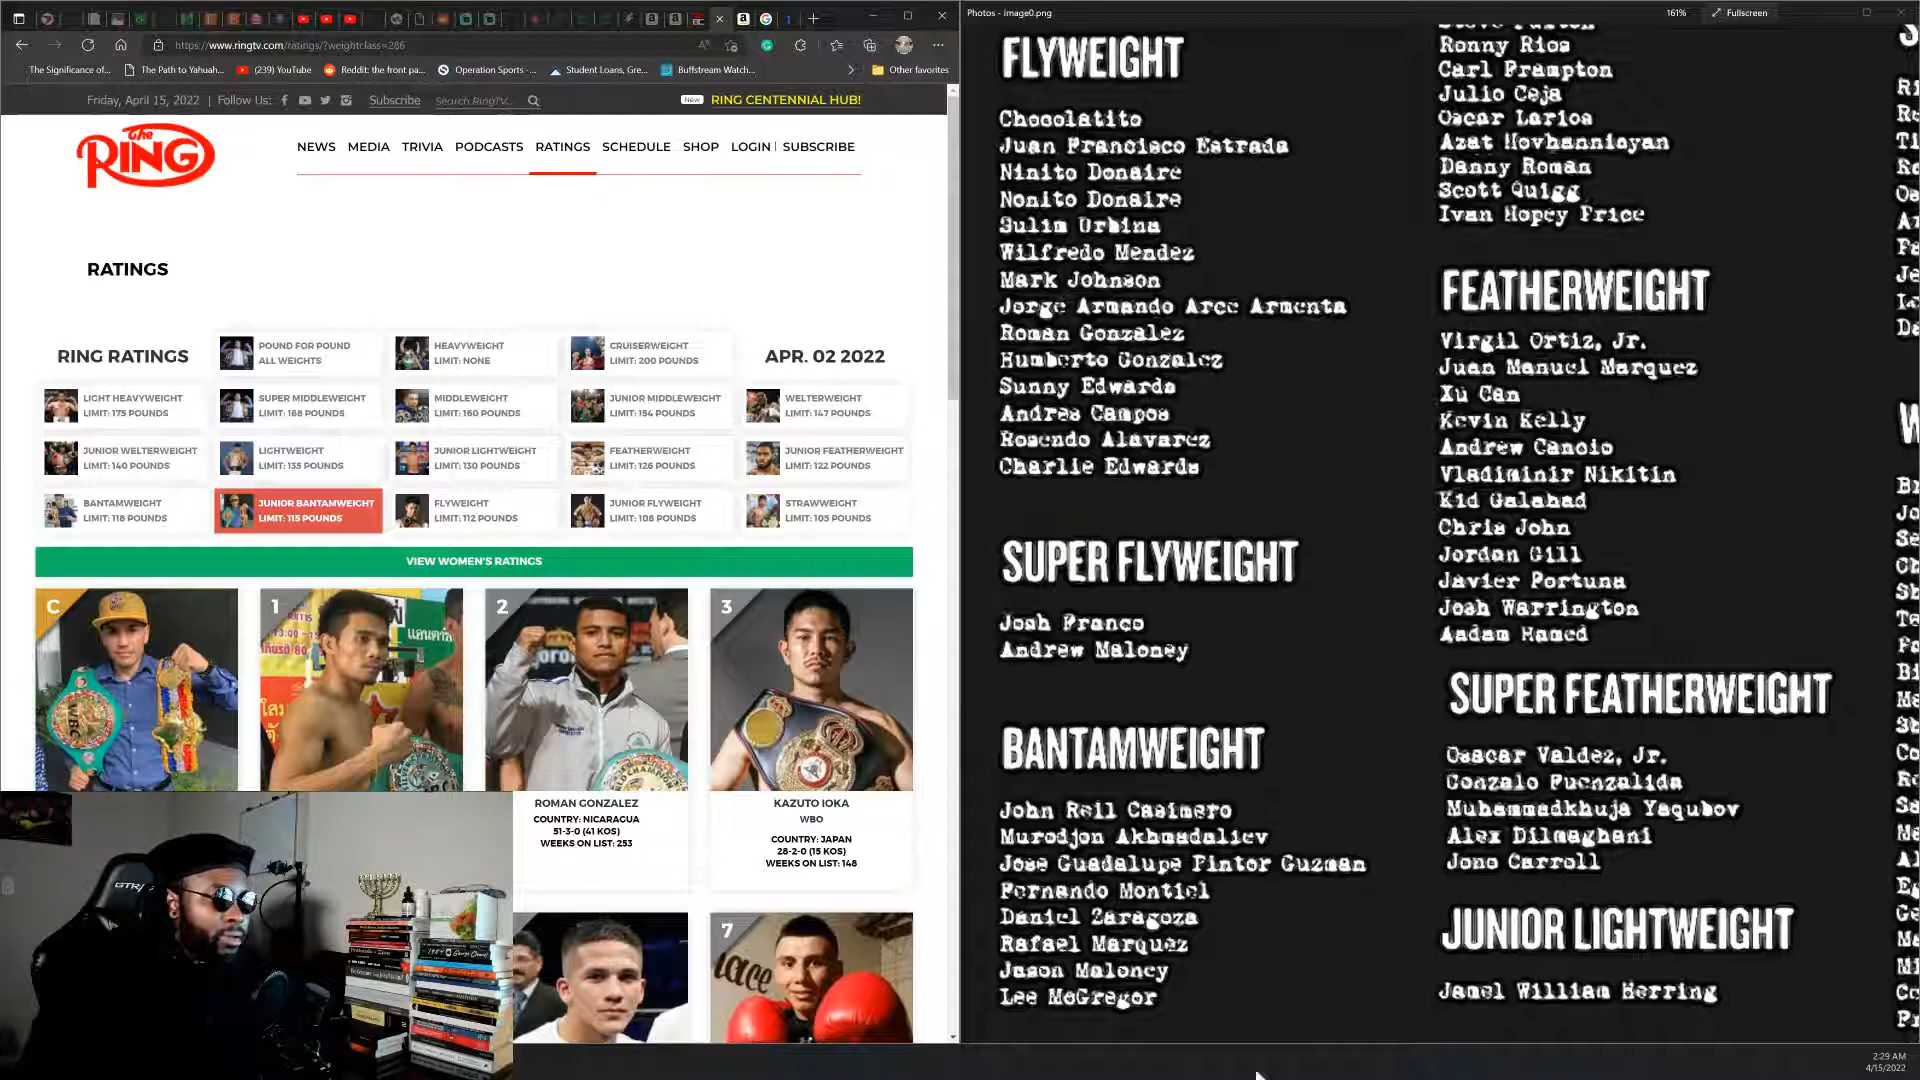 https://www.ringtv.com/ratings/?weightclass=286
The Significance of...
The Path to Yahuah...
(239) YouTube
Reddit: the front pa...
Operation Sports -...
Student Loans, Gre...
Buffstream Watch...
Other favorites
Friday, April 15, 2022 | Follow Us:
Subscribe
Search RingTV...
New
RING CENTENNIAL HUB!
The RING
NEWS MEDIA TRIVIA PODCASTS RATINGS SCHEDULE SHOP LOGIN | SUBSCRIBE
RATINGS
RING RATINGS
POUND FOR POUND
ALL WEIGHTS
HEAVYWEIGHT
LIMIT: NONE
CRUISERWEIGHT
LIMIT: 200 POUNDS
APR. 02 2022
LIGHT HEAVYWEIGHT
LIMIT: 175 POUNDS
SUPER MIDDLEWEIGHT
LIMIT: 168 POUNDS
MIDDLEWEIGHT
LIMIT: 160 POUNDS
JUNIOR MIDDLEWEIGHT
LIMIT: 154 POUNDS
WELTERWEIGHT
LIMIT: 147 POUNDS
JUNIOR WELTERWEIGHT
LIMIT: 140 POUNDS
LIGHTWEIGHT
LIMIT: 135 POUNDS
JUNIOR LIGHTWEIGHT
LIMIT: 130 POUNDS
FEATHERWEIGHT
LIMIT: 126 POUNDS
JUNIOR FEATHERWEIGHT
LIMIT: 122 POUNDS
BANTAMWEIGHT
LIMIT: 118 POUNDS
JUNIOR BANTAMWEIGHT
LIMIT: 115 POUNDS
FLYWEIGHT
LIMIT: 112 POUNDS
JUNIOR FLYWEIGHT
LIMIT: 108 POUNDS
STRAWWEIGHT
LIMIT: 105 POUNDS
VIEW WOMEN'S RATINGS
C
1
2
3
ROMAN GONZALEZ
COUNTRY: NICARAGUA
51-3-0 (41 KOS)
WEEKS ON LIST: 253
KAZUTO IOKA
WBO
COUNTRY: JAPAN
28-2-0 (15 KOS)
WEEKS ON LIST: 148
7
GTR
Photos - image0.png
161%
Fullscreen
FLYWEIGHT
Chocolatito
Juan Francisco Estrada
Ninito Donaire
Nonito Donaire
Sulim Urbina
Wilfredo Mendez
Mark Johnson
Jorge Armando Arce Armenta
Roman Gonzalez
Humberto Gonzalez
Sunny Edwards
Andres Campos
Rosendo Alavarez
Charlie Edwards
SUPER FLYWEIGHT
Josh Franco
Andrew Maloney
BANTAMWEIGHT
John Reil Casimero
Murodjon Akhmadaliev
Jose Guadalupe Pintor Guzman
Fernando Montiel
Daniel Zaragoza
Rafael Marquez
Jason Maloney
Lee McGregor
Steve Fulton
Ronny Rios
Carl Frampton
Julio Ceja
Oscar Larios
Azat Hovhannisyan
Danny Roman
Scott Quigg
Ivan Hopey Price
FEATHERWEIGHT
Virgil Ortiz, Jr.
Juan Manuel Marquez
Xu Can
Kevin Kelly
Andrew Cancio
Vladiminir Nikitin
Kid Galahad
Chris John
Jordan Gill
Javier Fortuna
Josh Warrington
Aadam Hamed
SUPER FEATHERWEIGHT
Osscar Valdez, Jr.
Gonzalo Fuenzalida
Muhammadkhuja Yaqubov
Alex Dilmaghani
Jono Carroll
JUNIOR LIGHTWEIGHT
Jamel William Herring
2:29 AM
4/15/2022